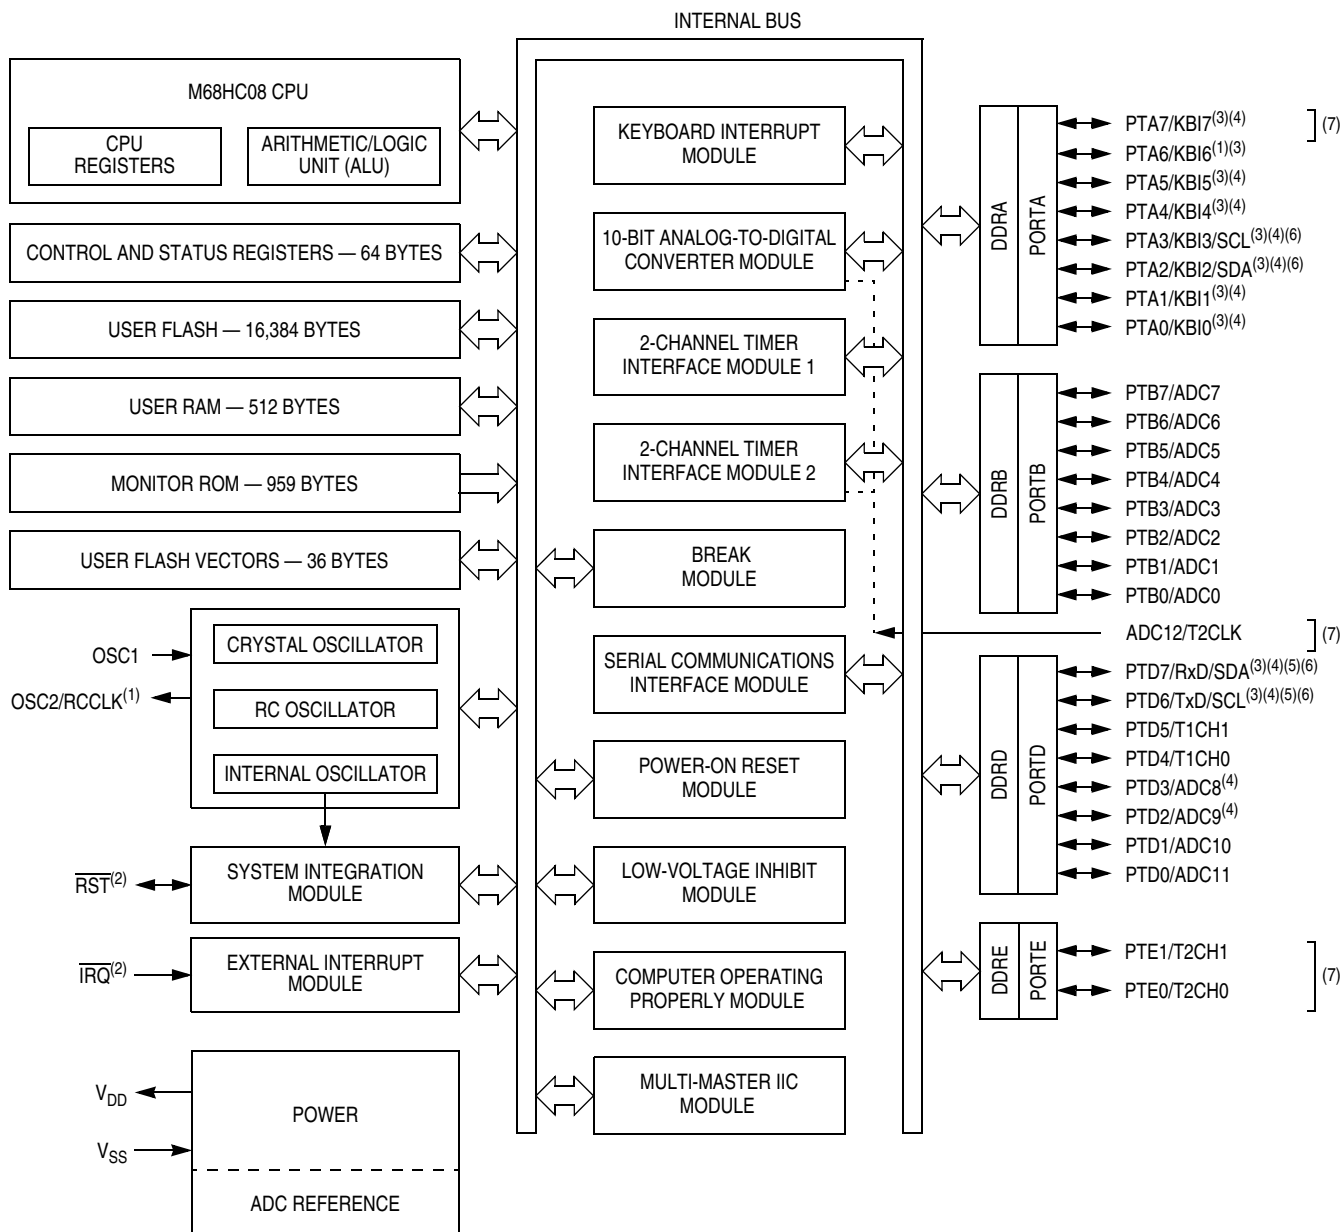 INTERNAL BUS
M68HC08 CPU
CPU
REGISTERS
ARITHMETIC/LOGIC
UNIT (ALU)
CONTROL AND STATUS REGISTERS — 64 BYTES
USER FLASH — 16,384 BYTES
USER RAM — 512 BYTES
MONITOR ROM — 959 BYTES
USER FLASH VECTORS — 36 BYTES
OSC1
OSC2/RCCLK(1)
CRYSTAL OSCILLATOR
RC OSCILLATOR
INTERNAL OSCILLATOR
RST(2)
SYSTEM INTEGRATION
MODULE
IRQ(2)
EXTERNAL INTERRUPT
MODULE
VDD
VSS
POWER
ADC REFERENCE
KEYBOARD INTERRUPT
MODULE
10-BIT ANALOG-TO-DIGITAL
CONVERTER MODULE
2-CHANNEL TIMER
INTERFACE MODULE 1
2-CHANNEL TIMER
INTERFACE MODULE 2
BREAK
MODULE
SERIAL COMMUNICATIONS
INTERFACE MODULE
POWER-ON RESET
MODULE
LOW-VOLTAGE INHIBIT
MODULE
COMPUTER OPERATING
PROPERLY MODULE
MULTI-MASTER IIC
MODULE
DDRA
PORTA
PTA7/KBI7(3)(4)
(7)
PTA6/KBI6(1)(3)
PTA5/KBI5(3)(4)
PTA4/KBI4(3)(4)
PTA3/KBI3/SCL(3)(4)(6)
PTA2/KBI2/SDA(3)(4)(6)
PTA1/KBI1(3)(4)
PTA0/KBI0(3)(4)
DDRB
PORTB
PTB7/ADC7
PTB6/ADC6
PTB5/ADC5
PTB4/ADC4
PTB3/ADC3
PTB2/ADC2
PTB1/ADC1
PTB0/ADC0
ADC12/T2CLK
(7)
DDRD
PORTD
PTD7/RxD/SDA(3)(4)(5)(6)
PTD6/TxD/SCL(3)(4)(5)(6)
PTD5/T1CH1
PTD4/T1CH0
PTD3/ADC8(4)
PTD2/ADC9(4)
PTD1/ADC10
PTD0/ADC11
DDRE
PORTE
PTE1/T2CH1
PTE0/T2CH0
(7)